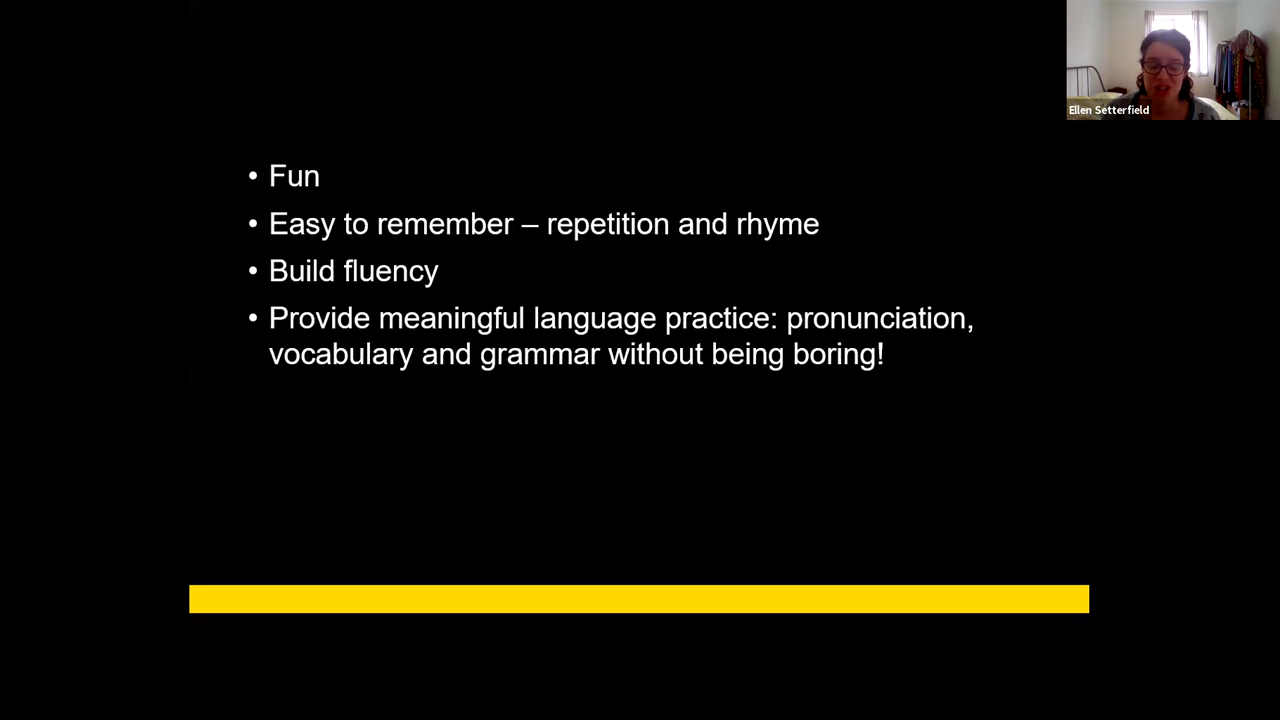 Ellen Setterfield
• Fun
• Easy to remember – repetition and rhyme
• Build fluency
• Provide meaningful language practice: pronunciation,
vocabulary and grammar without being boring!